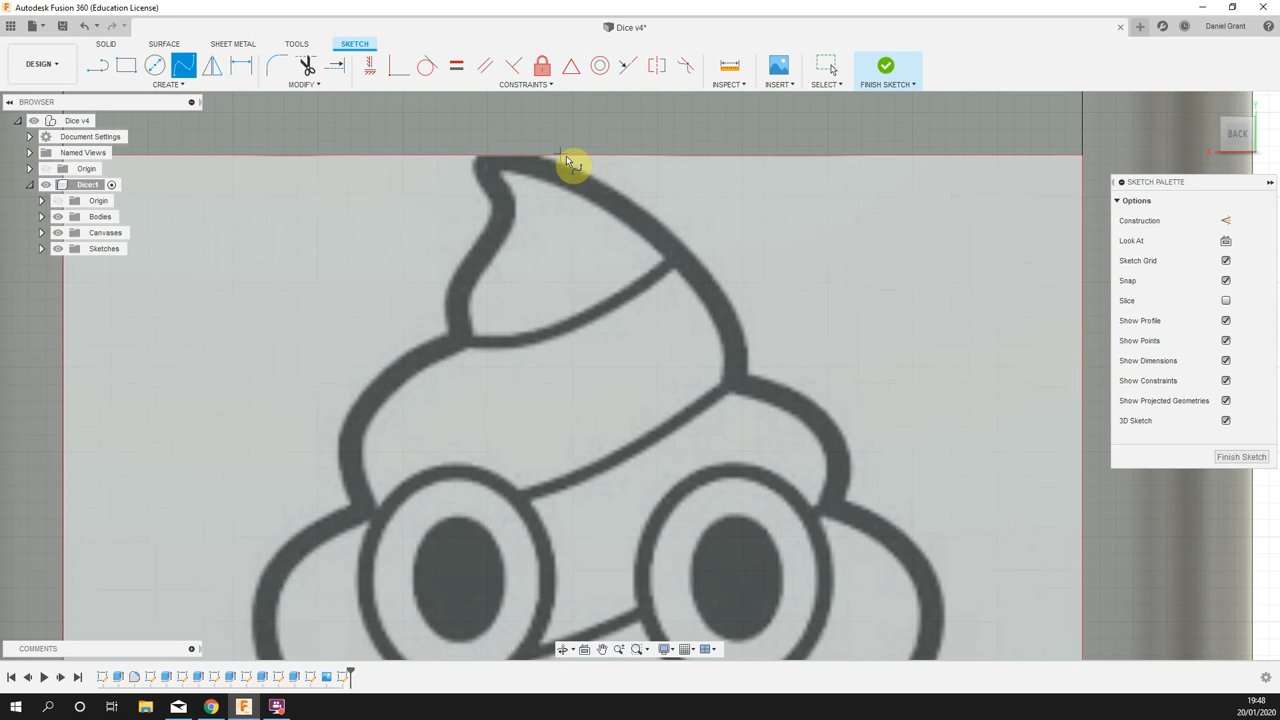 Autodesk Fusion 360 (Education License)
Dice v4*
Daniel Grant
DESIGN
SOLID SURFACE SHEET METAL TOOLS SKETCH
CREATE MODIFY CONSTRAINTS INSPECT INSERT SELECT FINISH SKETCH
BROWSER
Dice v4
Document Settings
Named Views
Origin
Dice:1
Origin
Bodies
Canvases
Sketches
BACK
X
Y
SKETCH PALETTE
Options
Construction
Look At
Sketch Grid
Snap
Slice
Show Profile
Show Points
Show Dimensions
Show Constraints
Show Projected Geometries
3D Sketch
Finish Sketch
COMMENTS
19:48
20/01/2020